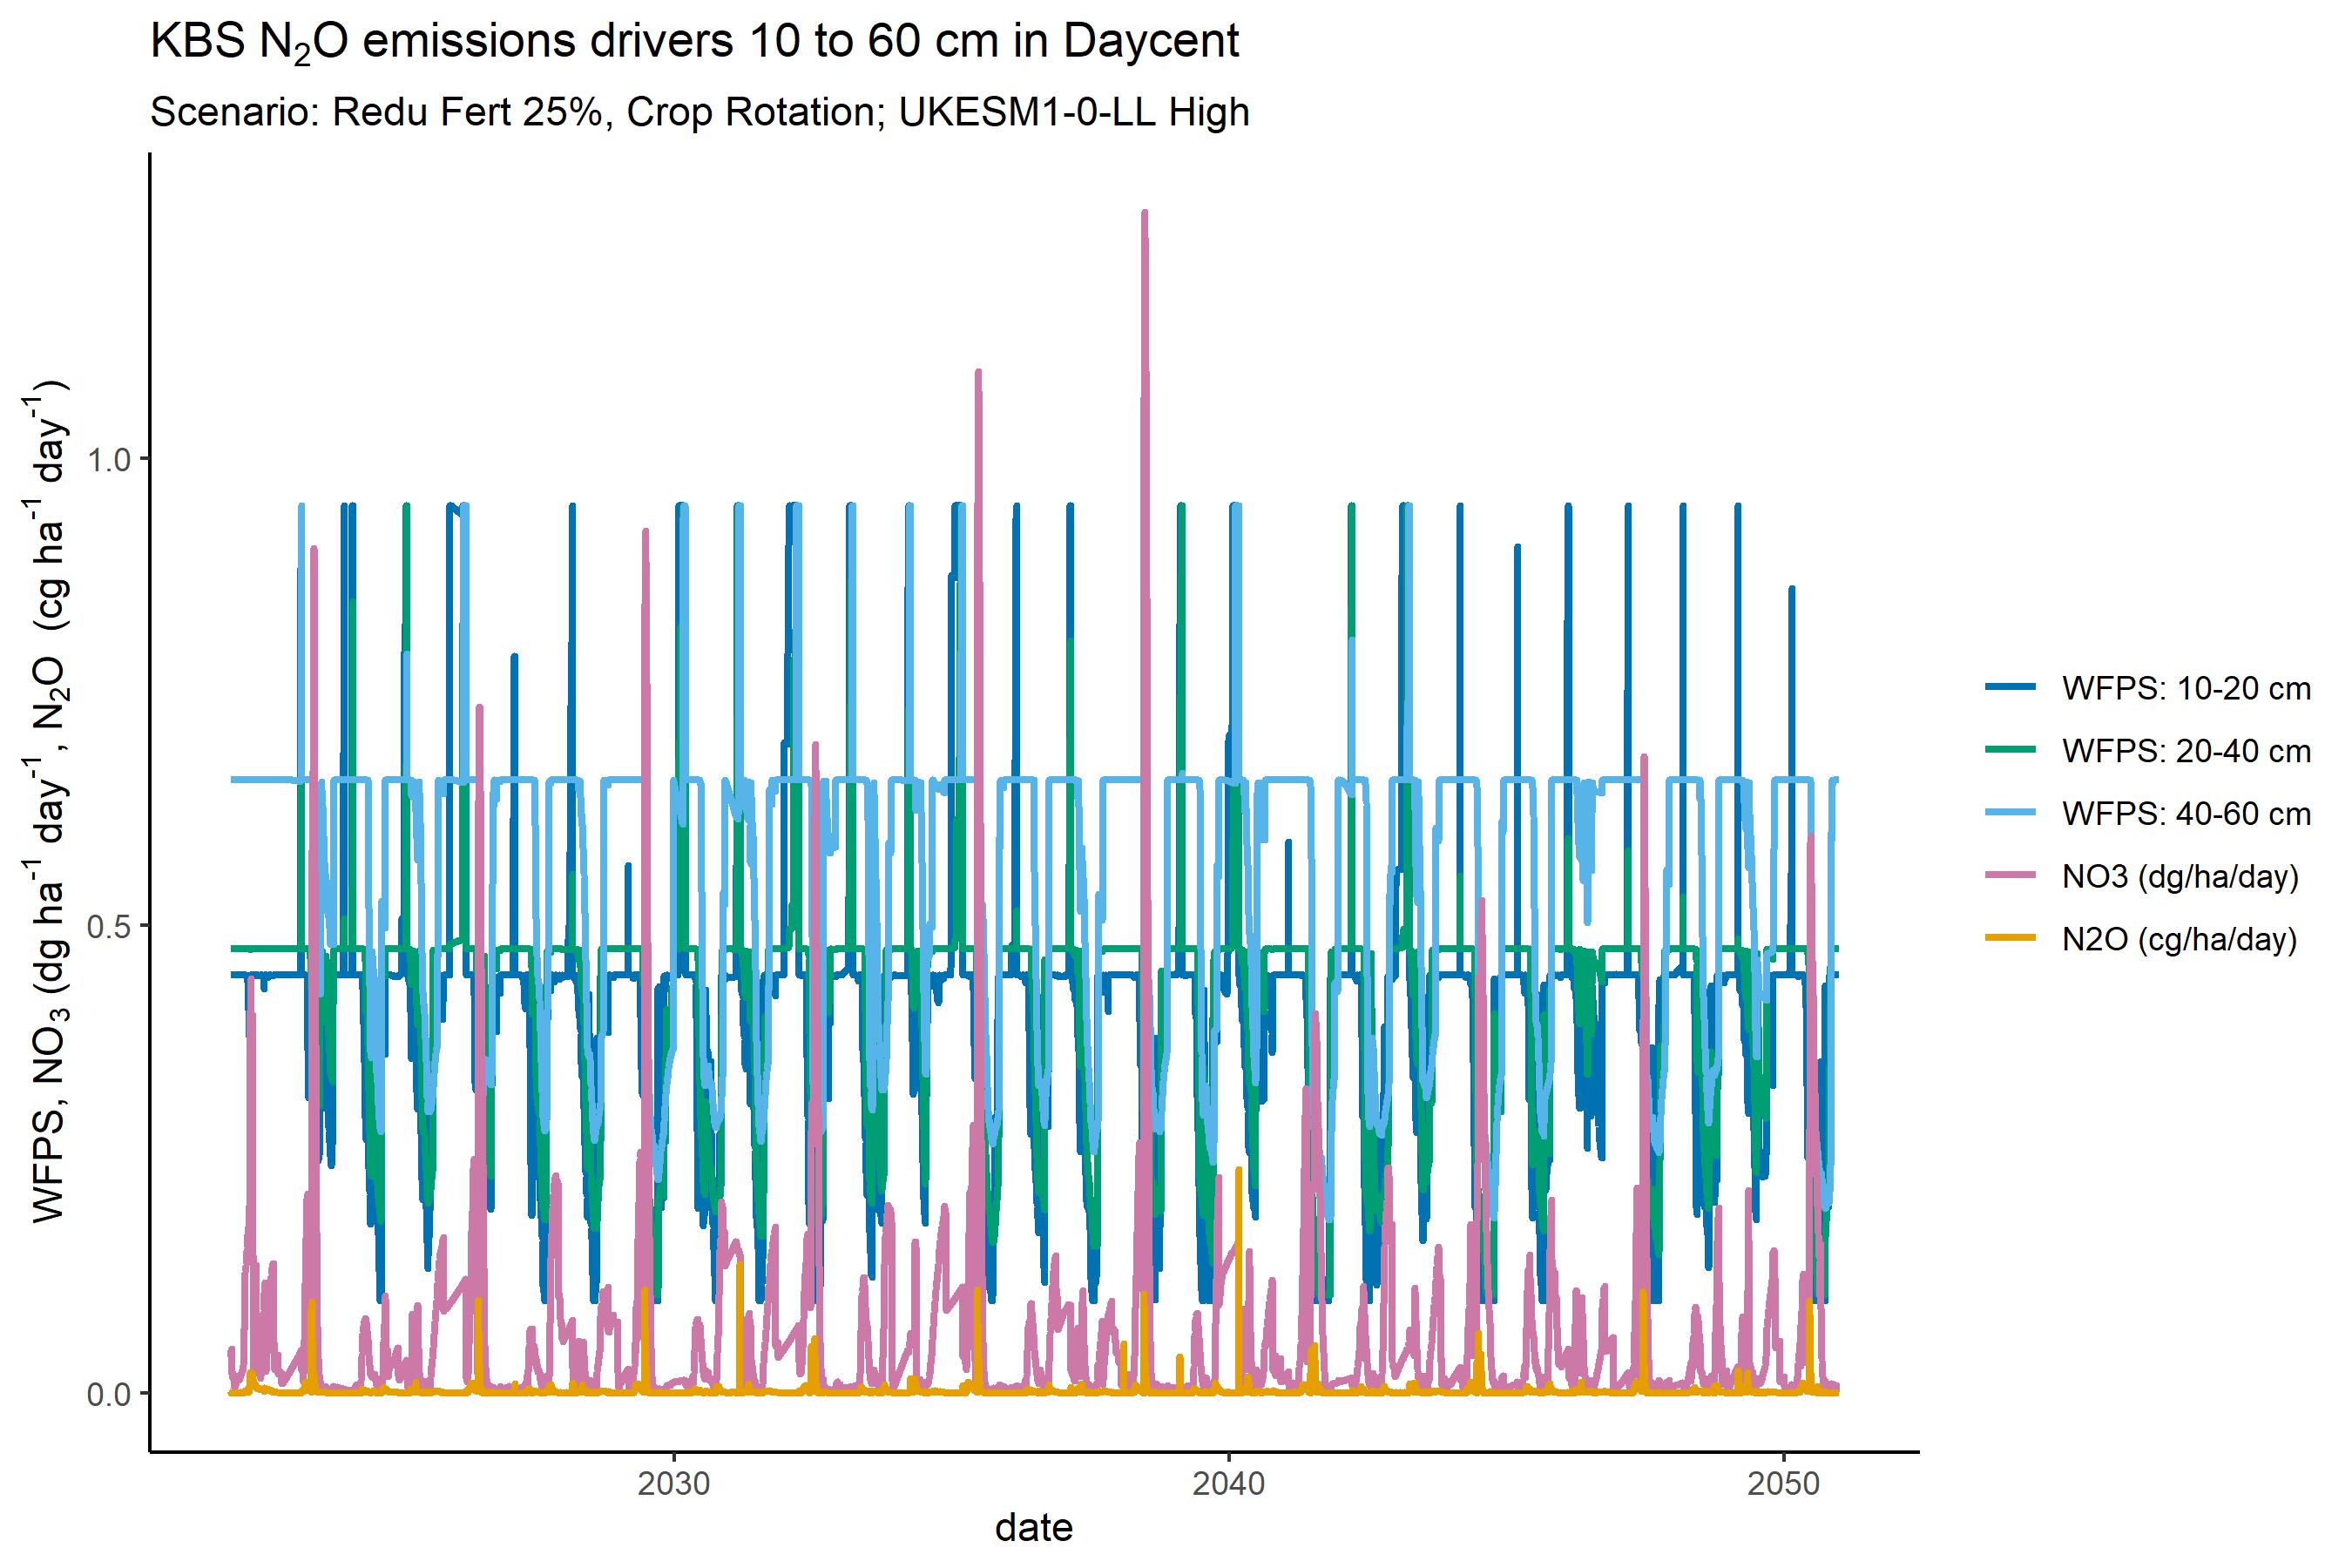 KBS N₂O emissions drivers 10 to 60 cm in Daycent
Scenario: Redu Fert 25%, Crop Rotation; UKESM1-0-LL High
WFPS, NO₃ (dg ha⁻¹ day⁻¹, N₂O (cg ha⁻¹ day⁻¹)
1.0
0.5
0.0
2030
2040
2050
date
WFPS: 10-20 cm
WFPS: 20-40 cm
WFPS: 40-60 cm
NO3 (dg/ha/day)
N2O (cg/ha/day)